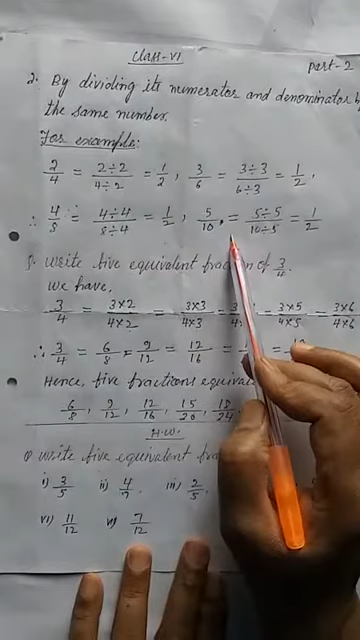 Class-VI
Part-2
2. By dividing its numerator and denominator by
the same number.
For example:
2/4 = 2÷2/4÷2 = 1/2, 3/6 = 3÷3/6÷3 = 1/2,
∴ 4/8 = 4÷4/8÷4 = 1/2, 5/10 = 5÷5/10÷5 = 1/2
Write five equivalent fraction of 3/4.
We have,
3/4 = 3×2/4×2 = 3×3/4×3 = = 3×5/4×5 = 3×6/4×6
∴ 3/4 = 6/8 = 9/12 = 12/16 =
Hence, five fractions
6/8, 9/12, 12/16, 15/20, 18/24
H.W.
Write five equivalent
i) 3/5 ii) 4/7. iii) 2/5,
vi) 11/12 7/12